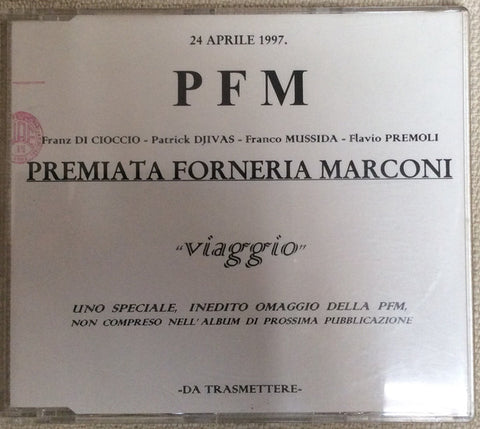 24 APRILE 1997.
PFM
Franz DI CIOCCIO - Patrick DJIVAS - Franco MUSSIDA - Flavio PREMOLI
PREMIATA FORNERIA MARCONI
"viaggio"
UNO SPECIALE, INEDITO OMAGGIO DELLA PFM,
NON COMPRESO NELL'ALBUM DI PROSSIMA PUBBLICAZIONE
-DA TRASMETTERE-